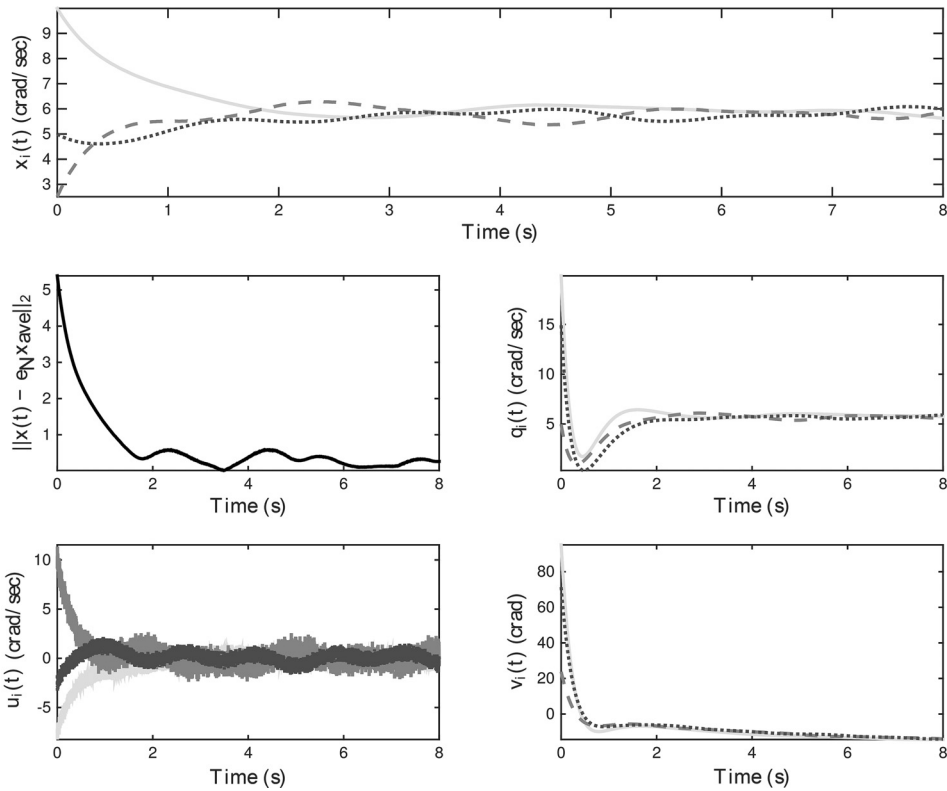 x_i(t) (crad/sec)
9
8
7
6
5
4
3
0 1 2 3 4 5 6 7 8
Time (s)
||x(t) − e_N x_ave||_2
5
4
3
2
1
0 2 4 6 8
Time (s)
q_i(t) (crad/sec)
15
10
5
0 2 4 6 8
Time (s)
u_i(t) (crad/sec)
10
5
0
-5
0 2 4 6 8
Time (s)
v_i(t) (crad)
80
60
40
20
0
0 2 4 6 8
Time (s)